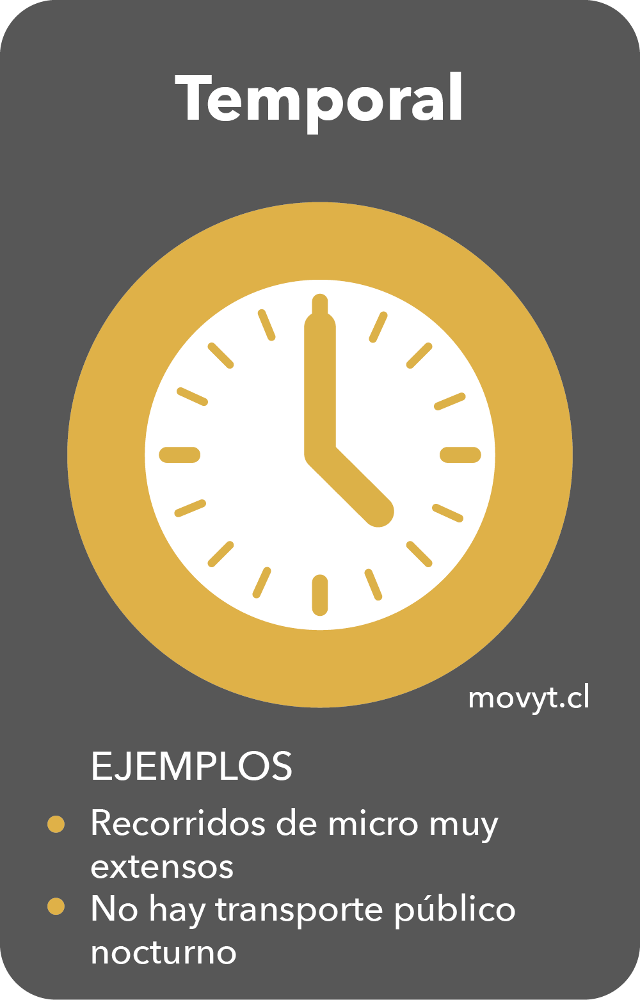 Temporal
movyt.cl
EJEMPLOS
Recorridos de micro muy
extensos
No hay transporte público
nocturno